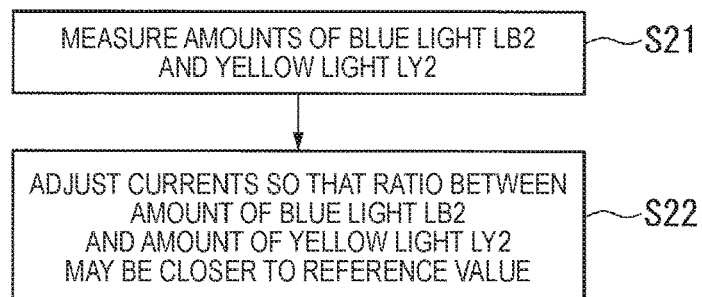 MEASURE AMOUNTS OF BLUE LIGHT LB2
AND YELLOW LIGHT LY2
S21
ADJUST CURRENTS SO THAT RATIO BETWEEN
AMOUNT OF BLUE LIGHT LB2
AND AMOUNT OF YELLOW LIGHT LY2
MAY BE CLOSER TO REFERENCE VALUE
S22